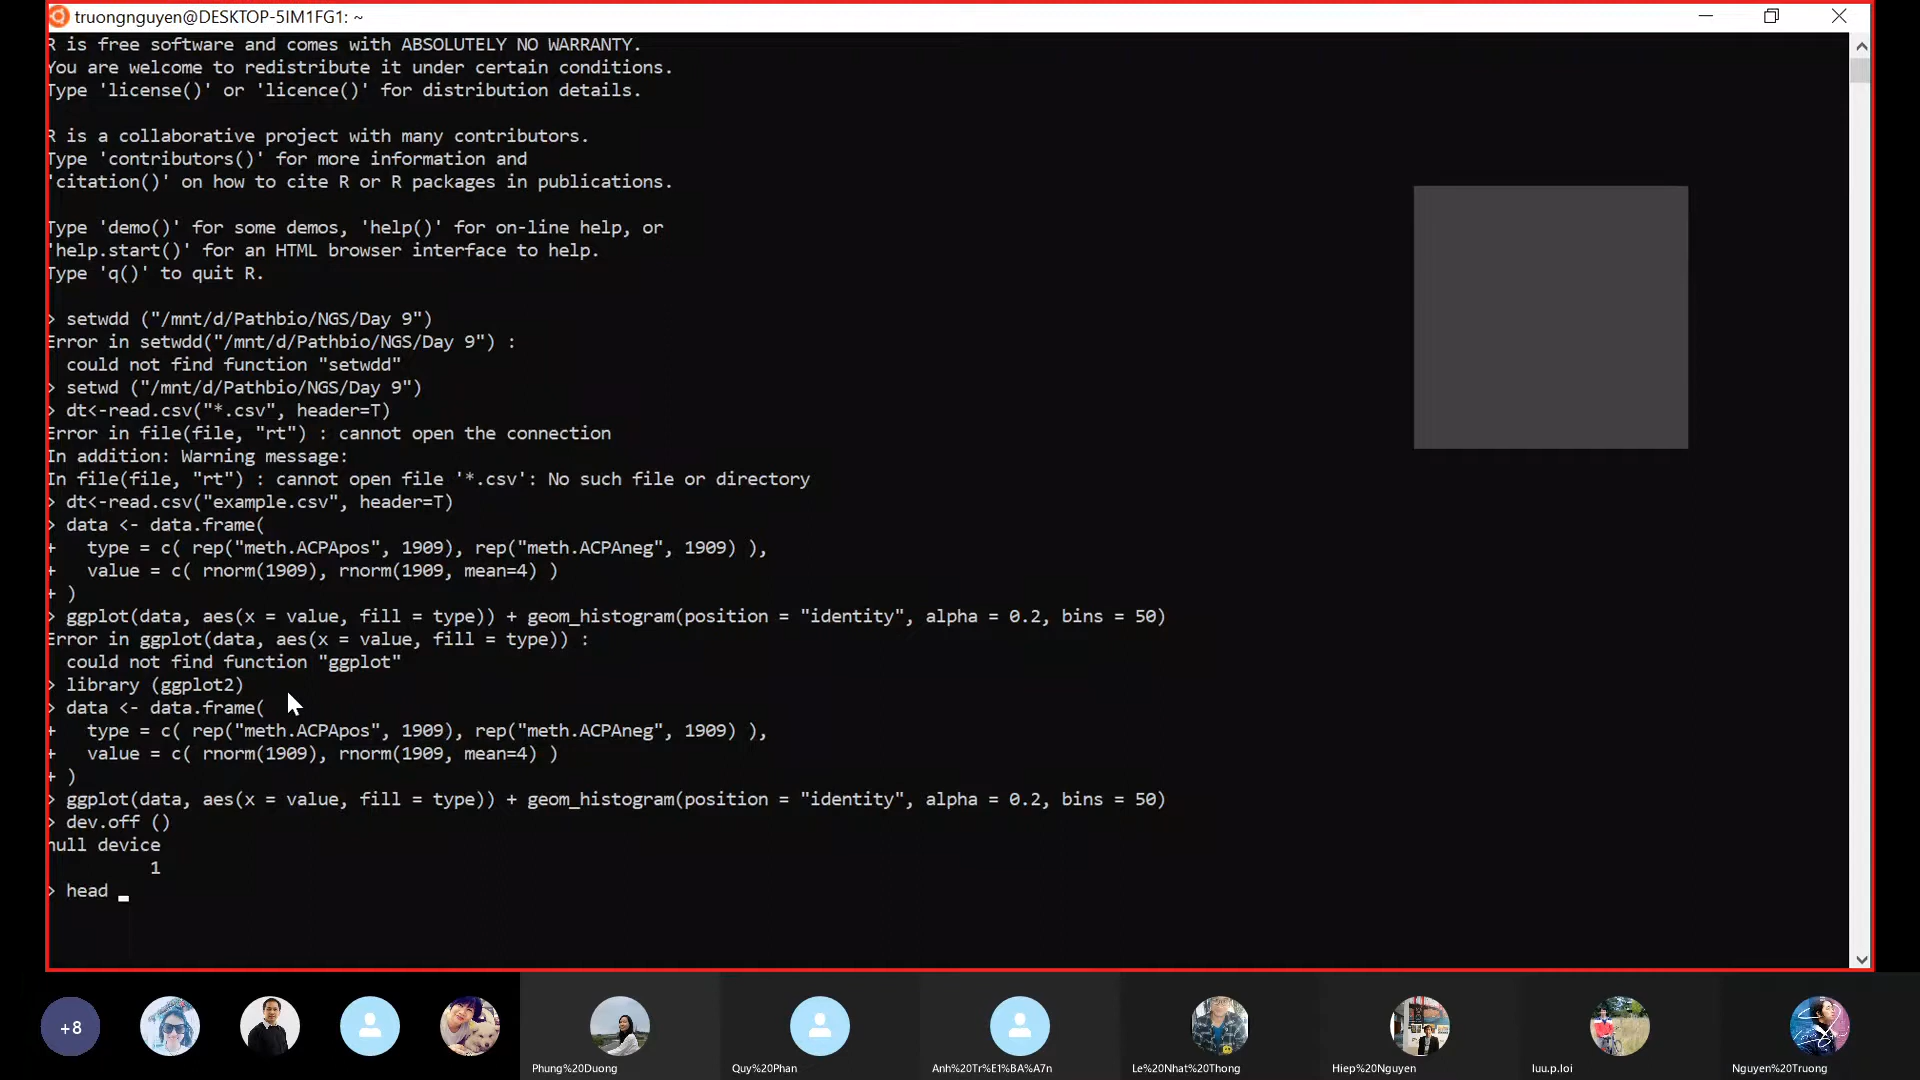 truongnguyen@DESKTOP-5IM1FG1: ~
R is free software and comes with ABSOLUTELY NO WARRANTY.
You are welcome to redistribute it under certain conditions.
Type 'license()' or 'licence()' for distribution details.
R is a collaborative project with many contributors.
Type 'contributors()' for more information and
'citation()' on how to cite R or R packages in publications.
Type 'demo()' for some demos, 'help()' for on-line help, or
'help.start()' for an HTML browser interface to help.
Type 'q()' to quit R.
> setwdd ("/mnt/d/Pathbio/NGS/Day 9")
Error in setwdd("/mnt/d/Pathbio/NGS/Day 9") :
  could not find function "setwdd"
> setwd ("/mnt/d/Pathbio/NGS/Day 9")
> dt<-read.csv("*.csv", header=T)
Error in file(file, "rt") : cannot open the connection
In addition: Warning message:
In file(file, "rt") : cannot open file '*.csv': No such file or directory
> dt<-read.csv("example.csv", header=T)
> data <- data.frame(
+   type = c( rep("meth.ACPApos", 1909), rep("meth.ACPAneg", 1909) ),
+   value = c( rnorm(1909), rnorm(1909, mean=4) )
+ )
> ggplot(data, aes(x = value, fill = type)) + geom_histogram(position = "identity", alpha = 0.2, bins = 50)
Error in ggplot(data, aes(x = value, fill = type)) :
  could not find function "ggplot"
> library (ggplot2)
> data <- data.frame(
+   type = c( rep("meth.ACPApos", 1909), rep("meth.ACPAneg", 1909) ),
+   value = c( rnorm(1909), rnorm(1909, mean=4) )
+ )
> ggplot(data, aes(x = value, fill = type)) + geom_histogram(position = "identity", alpha = 0.2, bins = 50)
> dev.off ()
null device
          1
> head
+8
Phung%20Duong
Quy%20Phan
Anh%20Tr%E1%BA%A7n
Le%20Nhat%20Thong
Hiep%20Nguyen
luu.p.loi
Nguyen%20Truong